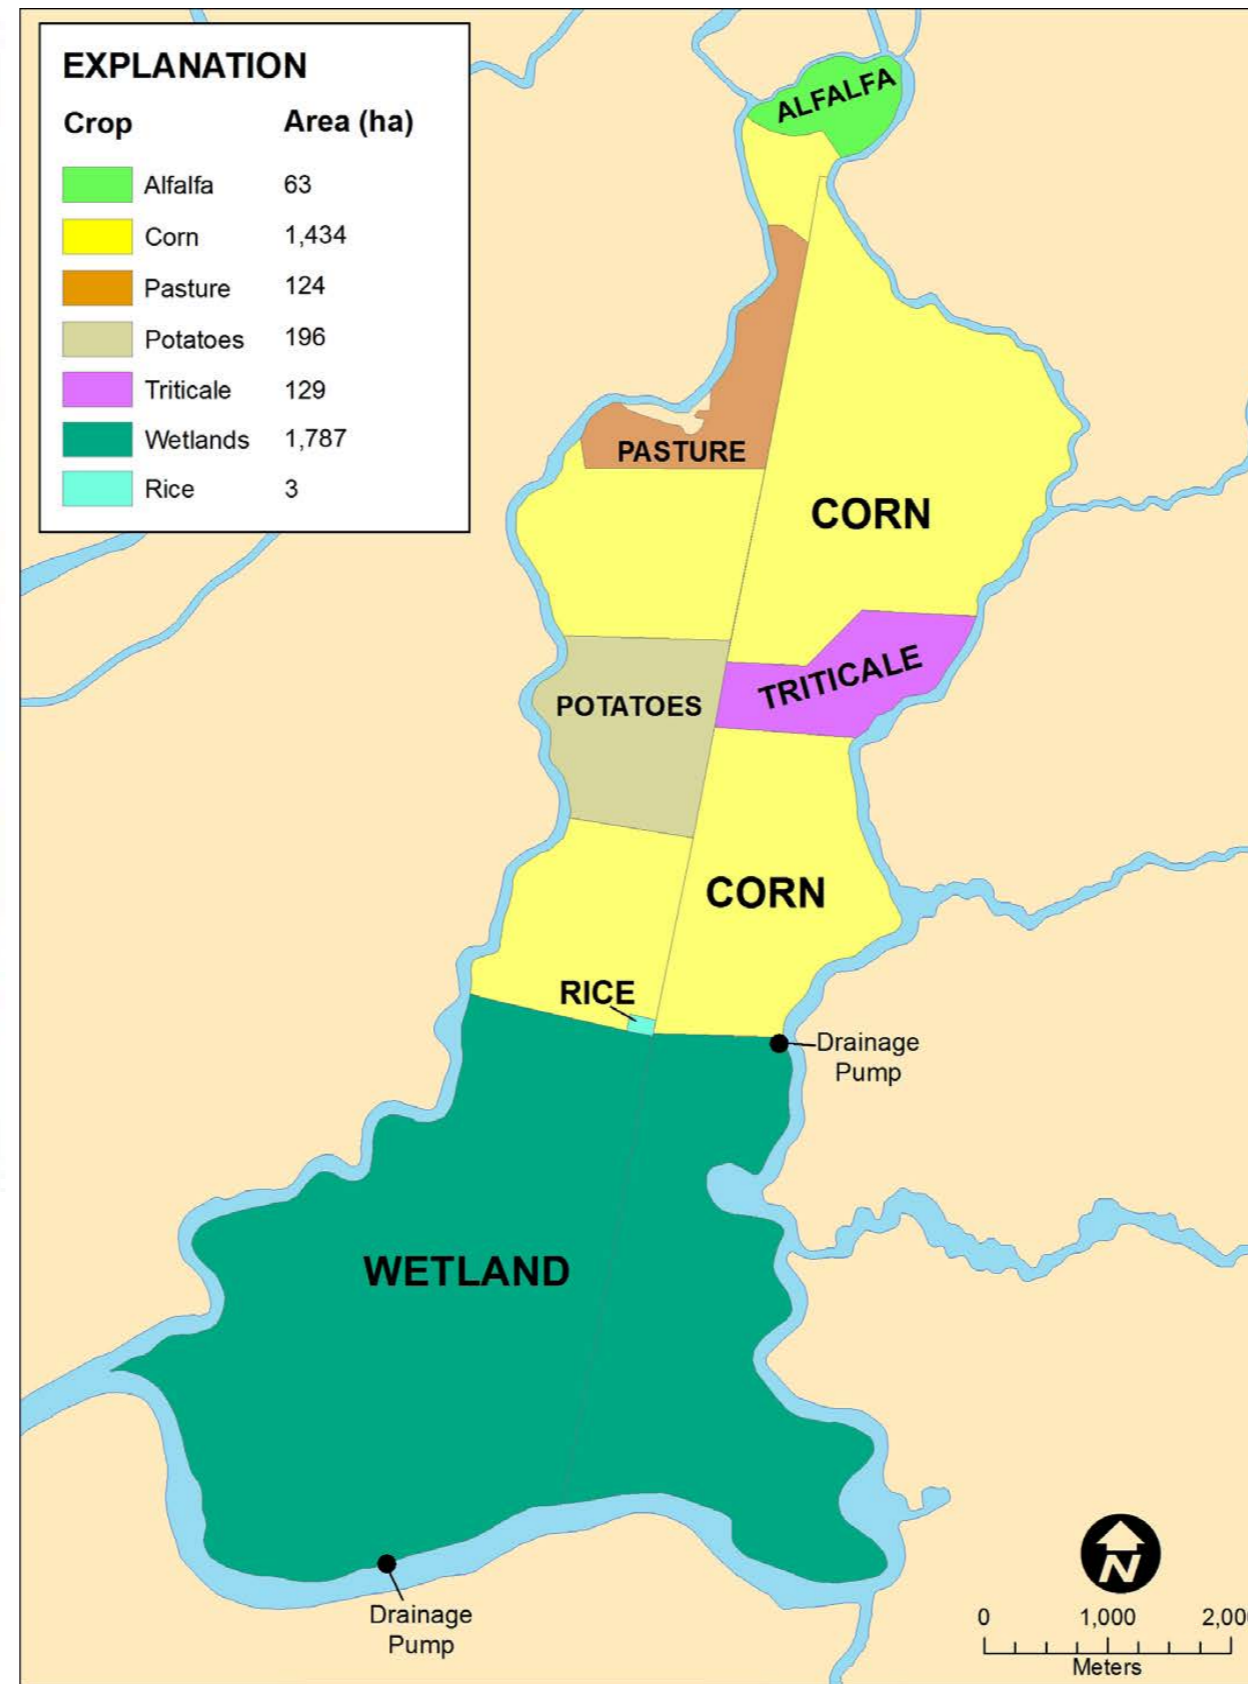 EXPLANATION
Crop Area (ha)
Alfalfa 63
Corn 1,434
Pasture 124
Potatoes 196
Triticale 129
Wetlands 1,787
Rice 3
ALFALFA
PASTURE
CORN
TRITICALE
POTATOES
CORN
RICE
Drainage
Pump
WETLAND
Drainage
Pump
N
0 1,000
Meters